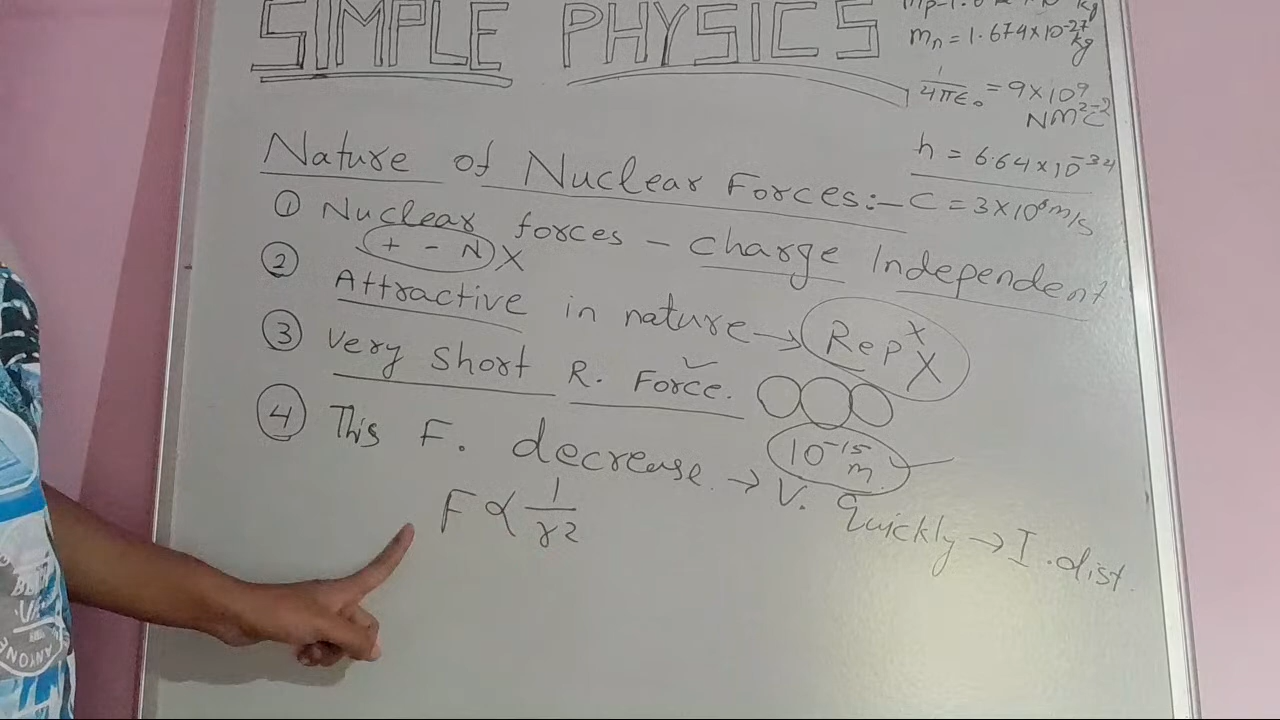 SIMPLE PHYSICS
kg
mn = 1.674×10⁻²⁷ kg
1/4πε₀ = 9×10⁹ NM²C⁻²
h = 6.64×10⁻³⁴
C = 3×10⁸ m/s
Nature of Nuclear Forces:–
① Nuclear forces – charge Independent
+ – N X
② Attractive in nature → Rep X X
③ very short R. Force. ✓
10⁻¹⁵ m
④ This F. decrease → V. Quickly → I. dist.
F ∝ 1/r²
ANYONE